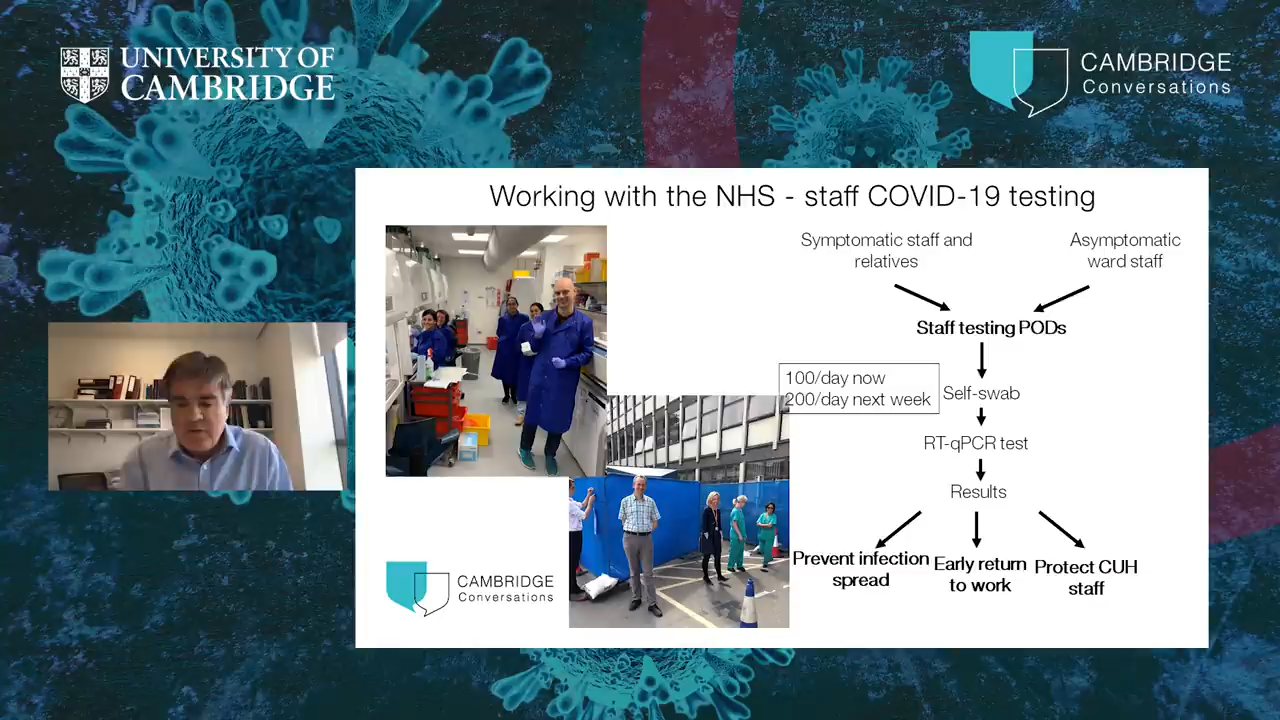 UNIVERSITY OF
CAMBRIDGE
CAMBRIDGE
Conversations
Working with the NHS - staff COVID-19 testing
Symptomatic staff and
relatives
Asymptomatic
ward staff
Staff testing PODs
100/day now
200/day next week
Self-swab
RT-qPCR test
Results
Prevent infection
spread
Early return
to work
Protect CUH
staff
CAMBRIDGE
Conversations